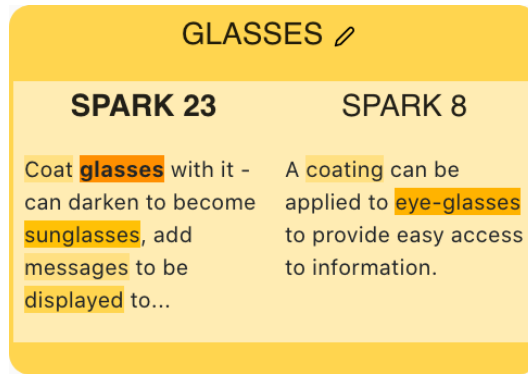 GLASSES
SPARK 23
Coat glasses with it -
can darken to become
sunglasses, add
messages to be
displayed to...
SPARK 8
A coating can be
applied to eye-glasses
to provide easy access
to information.